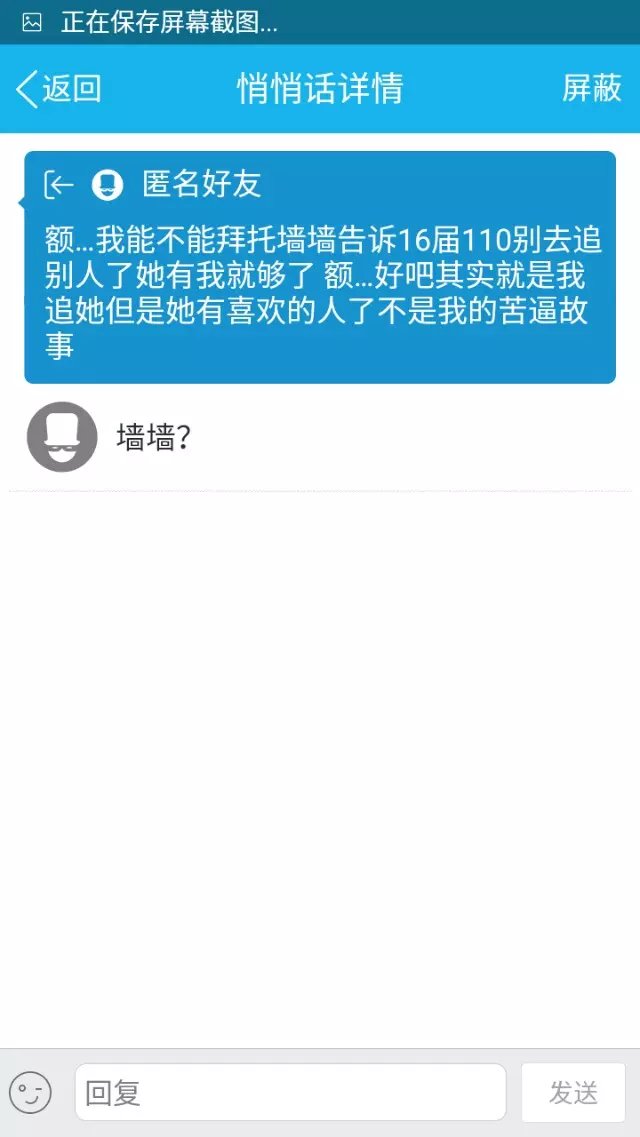 正在保存屏幕截图...
返回 悄悄话详情 屏蔽
匿名好友
额...我能不能拜托墙墙告诉16届110别去追
别人了她有我就够了 额...好吧其实就是我
追她但是她有喜欢的人了不是我的苦逼故
事
墙墙?
回复 发送